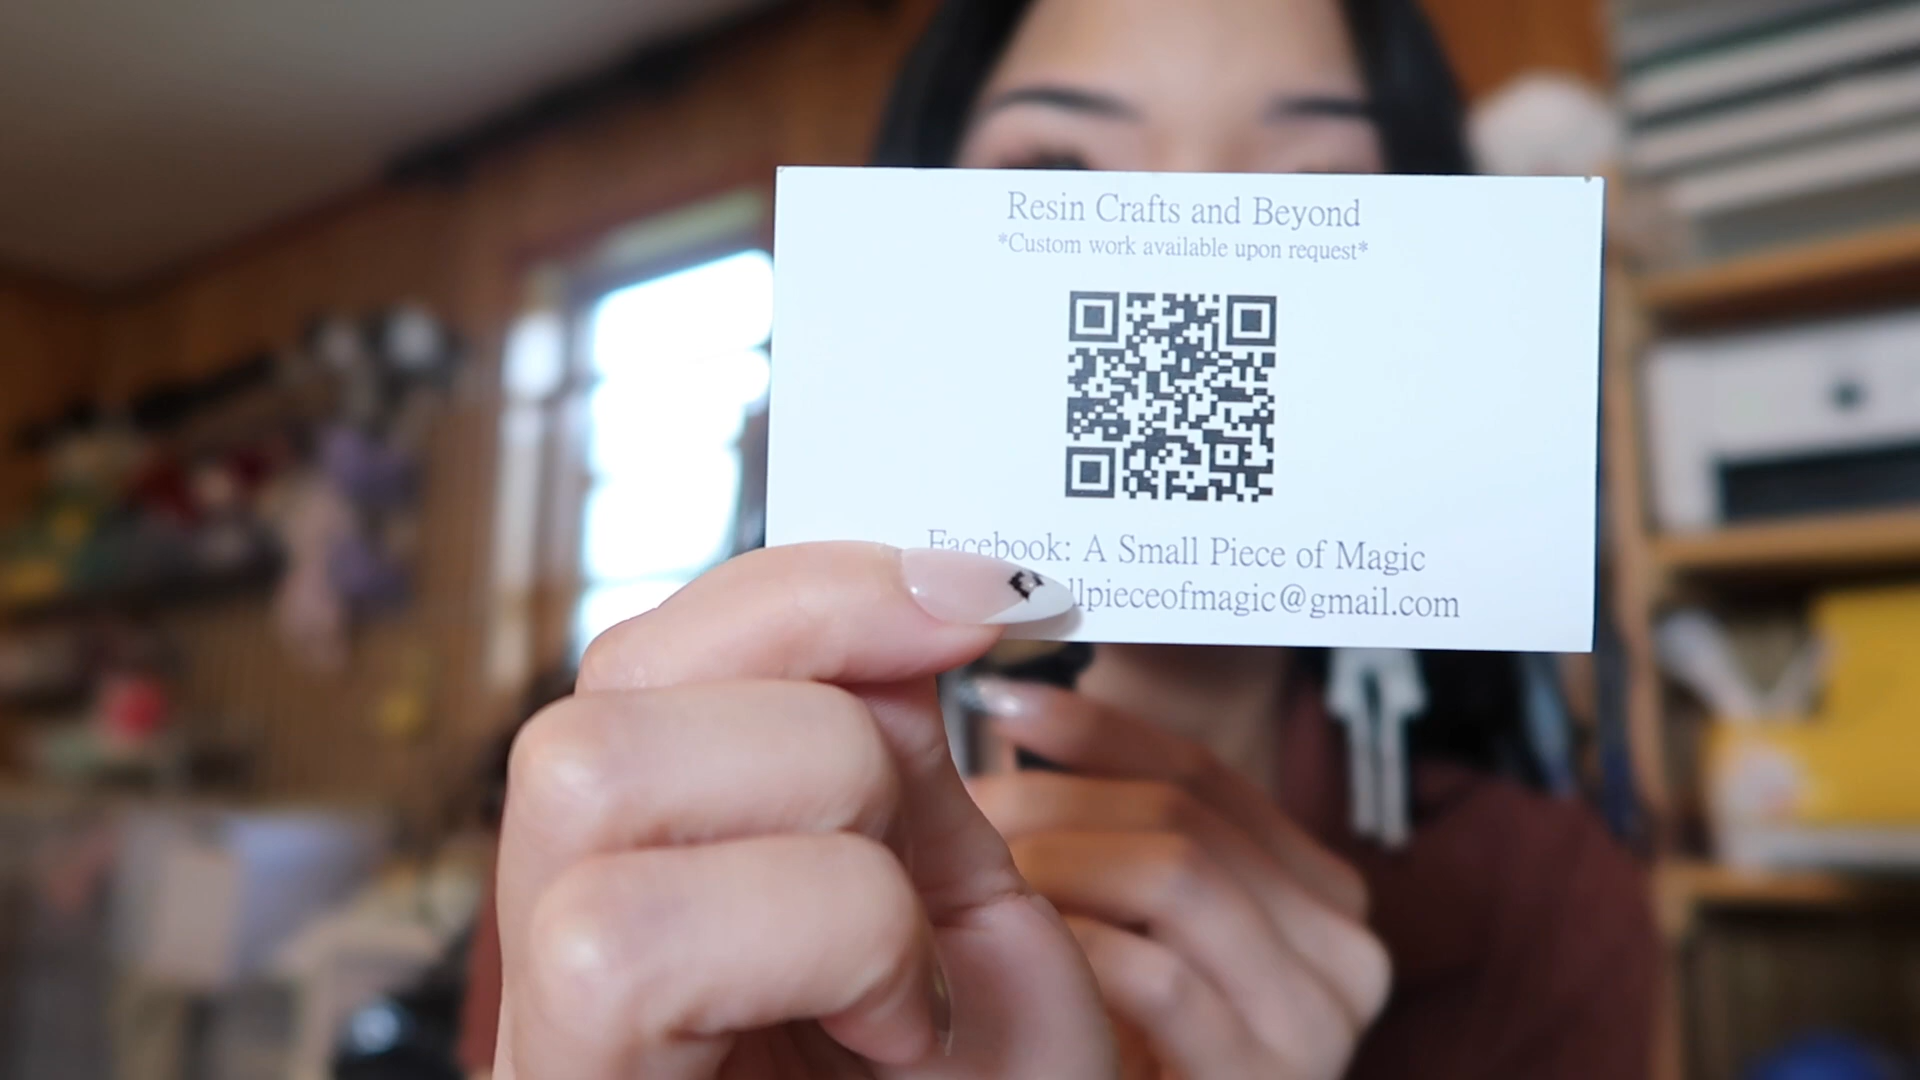 Resin Crafts and Beyond
*Custom work available upon request*
Facebook: A Small Piece of Magic
llpieceofmagic@gmail.com